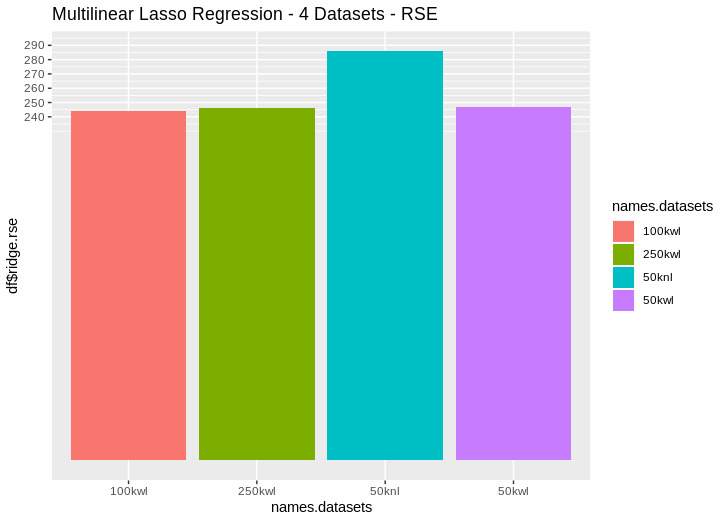 Multilinear Lasso Regression - 4 Datasets - RSE
290
280
270
260
250
240
df$ridge.rse
100kwl
250kwl
50knl
50kwl
names.datasets
names.datasets
100kwl
250kwl
50knl
50kwl